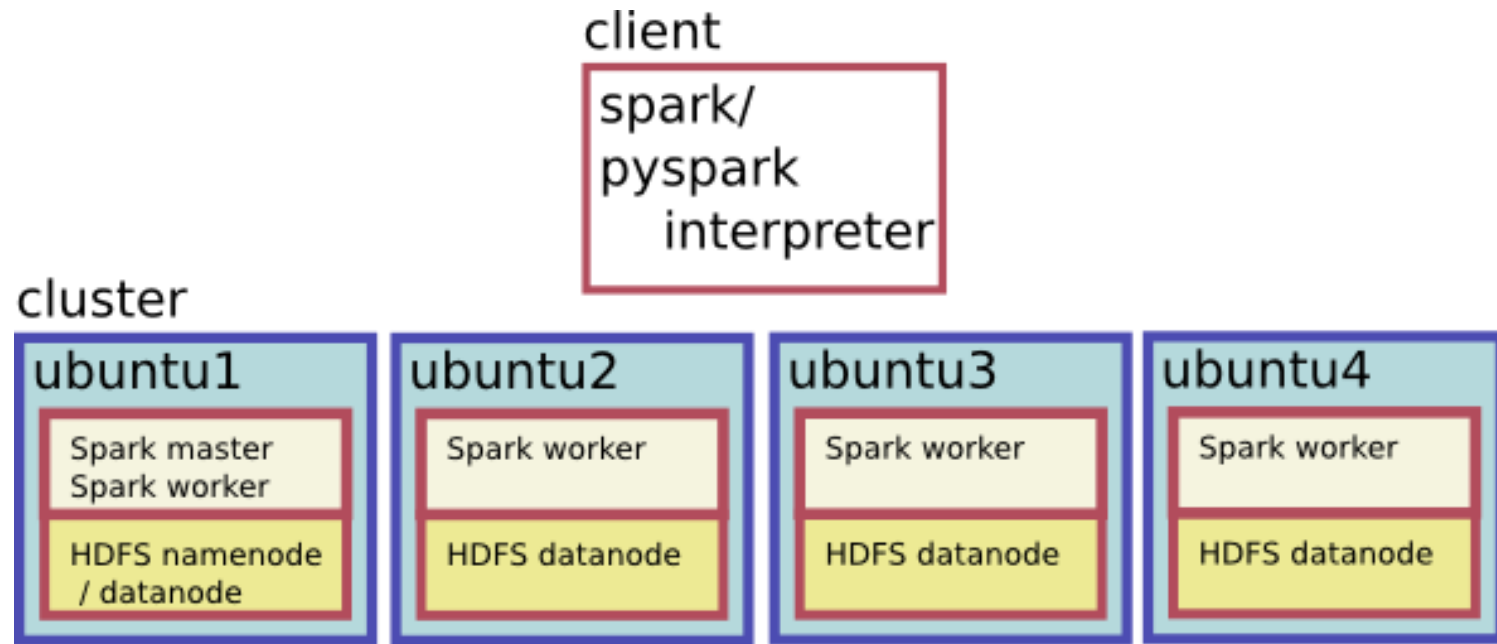 client
spark/
pyspark
interpreter
cluster
ubuntu1
Spark master
Spark worker
HDFS namenode
/ datanode
ubuntu2
Spark worker
HDFS datanode
ubuntu3
Spark worker
HDFS datanode
ubuntu4
Spark worker
HDFS datanode